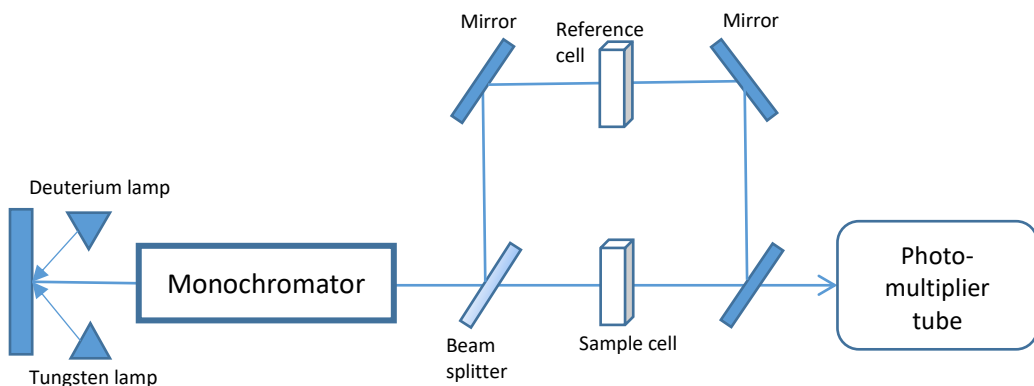 Mirror
Reference
cell
Mirror
Deuterium lamp
Monochromator
Photo-
multiplier
tube
Beam
splitter
Sample cell
Tungsten lamp